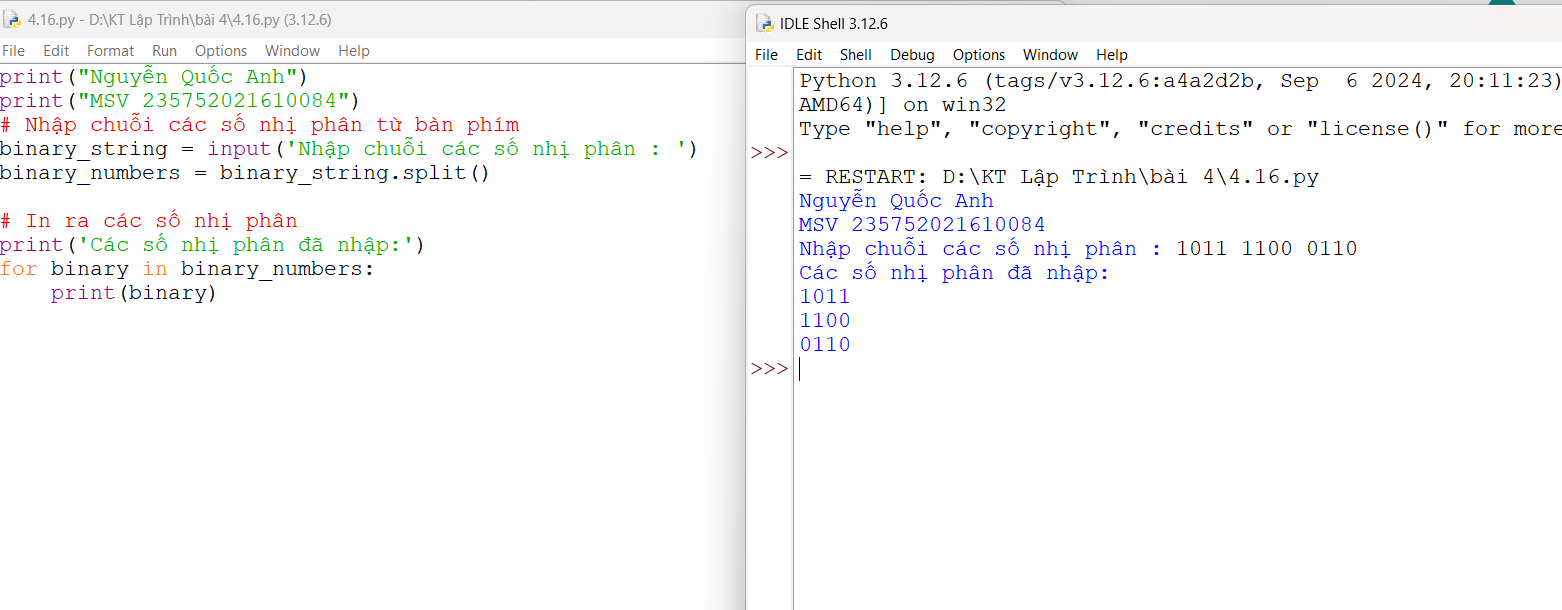 4.16.py - D:\KT Lập Trình\bài 4\4.16.py (3.12.6)
File Edit Format Run Options Window Help
print("Nguyễn Quốc Anh")
print("MSV 235752021610084")
# Nhập chuỗi các số nhị phân từ bàn phím
binary_string = input('Nhập chuỗi các số nhị phân : ')
binary_numbers = binary_string.split()
# In ra các số nhị phân
print('Các số nhị phân đã nhập:')
for binary in binary_numbers:
    print(binary)
IDLE Shell 3.12.6
File Edit Shell Debug Options Window Help
Python 3.12.6 (tags/v3.12.6:a4a2d2b, Sep  6 2024, 20:11:23)
AMD64)] on win32
Type "help", "copyright", "credits" or "license()" for more
>>>
= RESTART: D:\KT Lập Trình\bài 4\4.16.py
Nguyễn Quốc Anh
MSV 235752021610084
Nhập chuỗi các số nhị phân : 1011 1100 0110
Các số nhị phân đã nhập:
1011
1100
0110
>>>